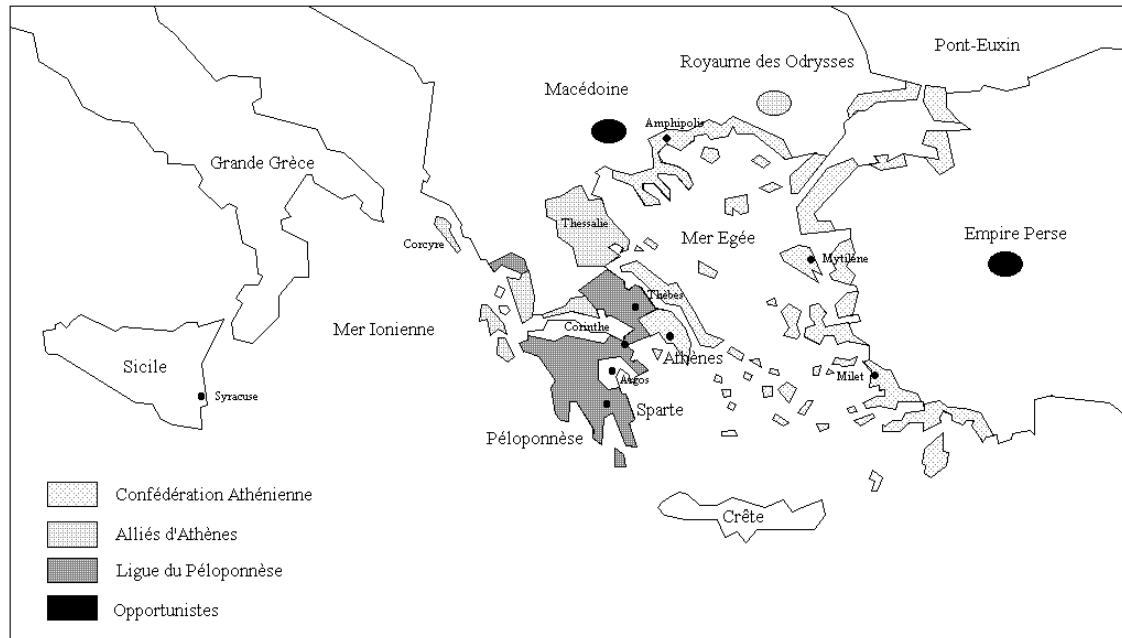 Pont-Euxin
Royaume des Odrysses
Macédoine
Amphipolis
Grande Grèce
Thessalie
Corcyre
Mer Egée
Empire Perse
Mytilène
Thèbes
Mer Ionienne
Corinthe
Athènes
Sicile
Argos
Milet
Syracuse
Sparte
Péloponnèse
Confédération Athénienne
Crête
Alliés d'Athènes
Ligue du Péloponnèse
Opportunistes